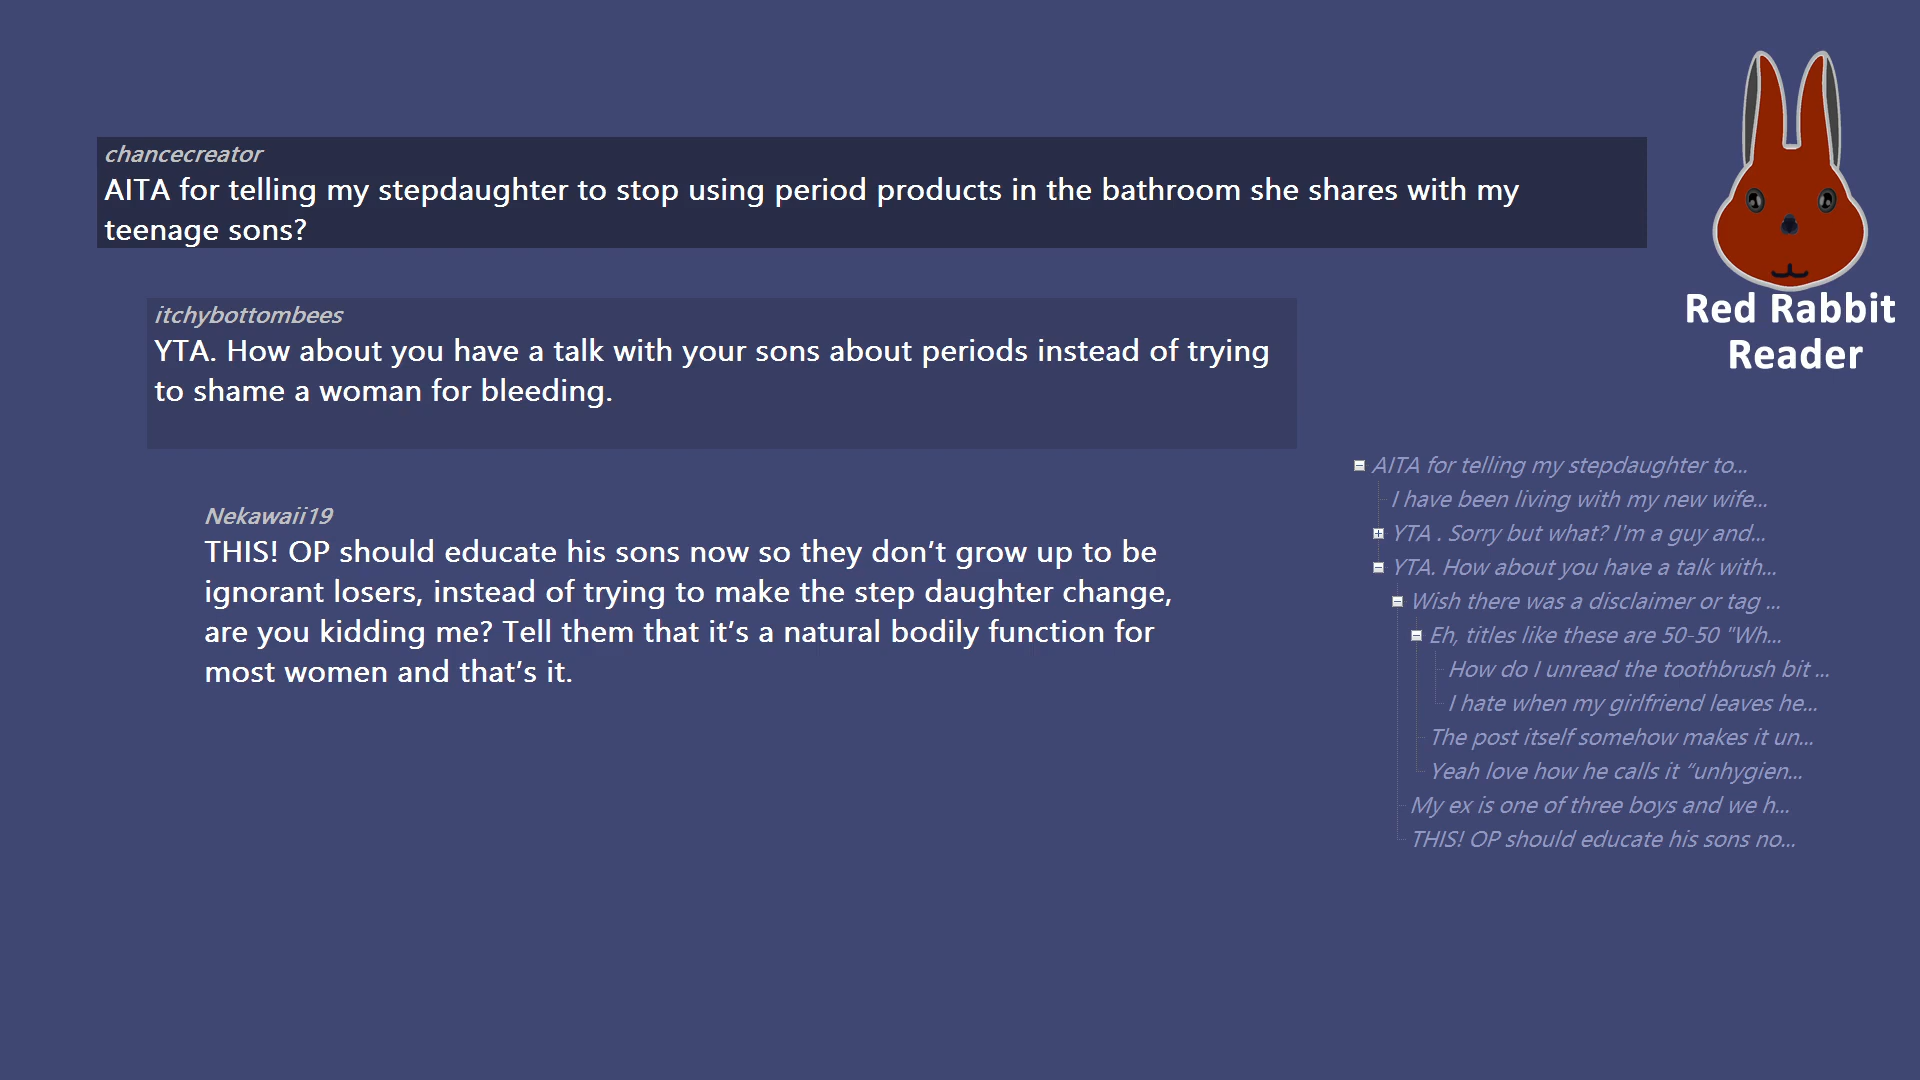 chancecreator
AITA for telling my stepdaughter to stop using period products in the bathroom she shares with my
teenage sons?
itchybottombees
YTA. How about you have a talk with your sons about periods instead of trying
to shame a woman for bleeding.
Nekawaii19
THIS! OP should educate his sons now so they don’t grow up to be
ignorant losers, instead of trying to make the step daughter change,
are you kidding me? Tell them that it’s a natural bodily function for
most women and that’s it.
Red Rabbit
Reader
AITA for telling my stepdaughter to...
I have been living with my new wife...
YTA . Sorry but what? I'm a guy and...
YTA. How about you have a talk with...
Wish there was a disclaimer or tag ...
Eh, titles like these are 50-50 "Wh...
How do I unread the toothbrush bit ...
I hate when my girlfriend leaves he...
The post itself somehow makes it un...
Yeah love how he calls it “unhygien...
My ex is one of three boys and we h...
THIS! OP should educate his sons no...